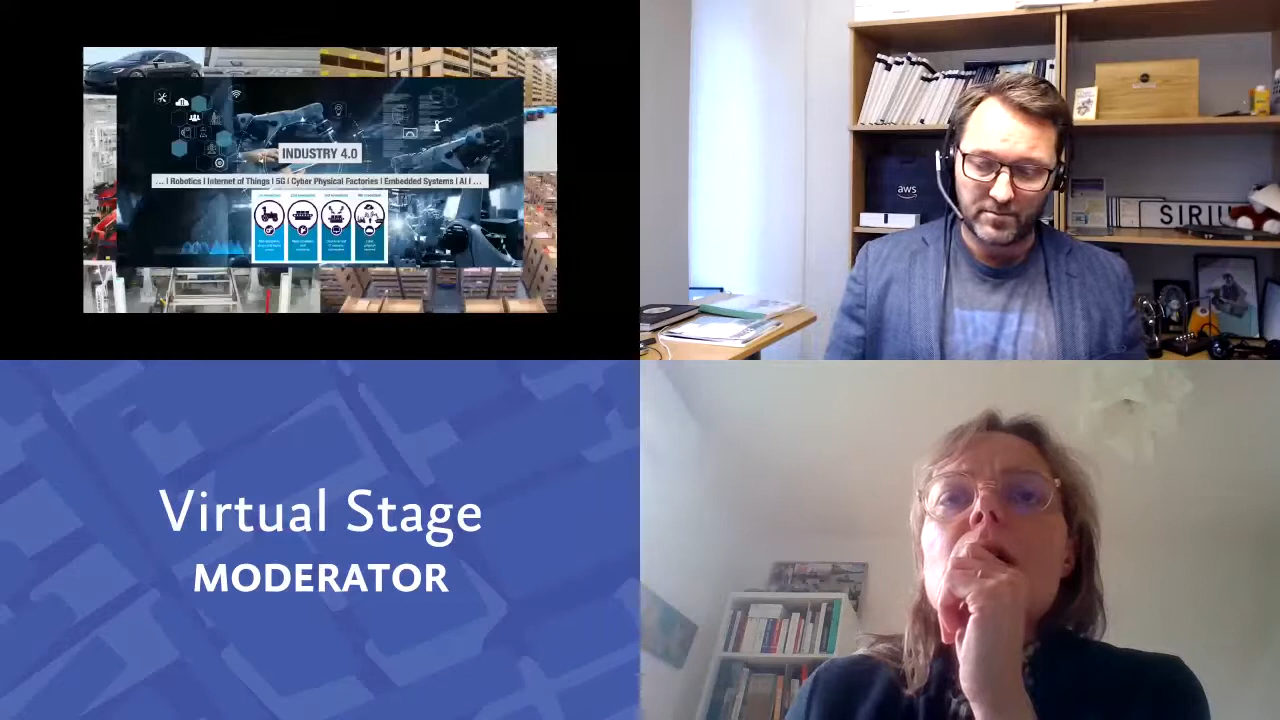 INDUSTRY 4.0
... | Robotics | Internet of Things | 5G | Cyber Physical Factories | Embedded Systems | AI | ...
aws
SIRIU
Virtual Stage
MODERATOR